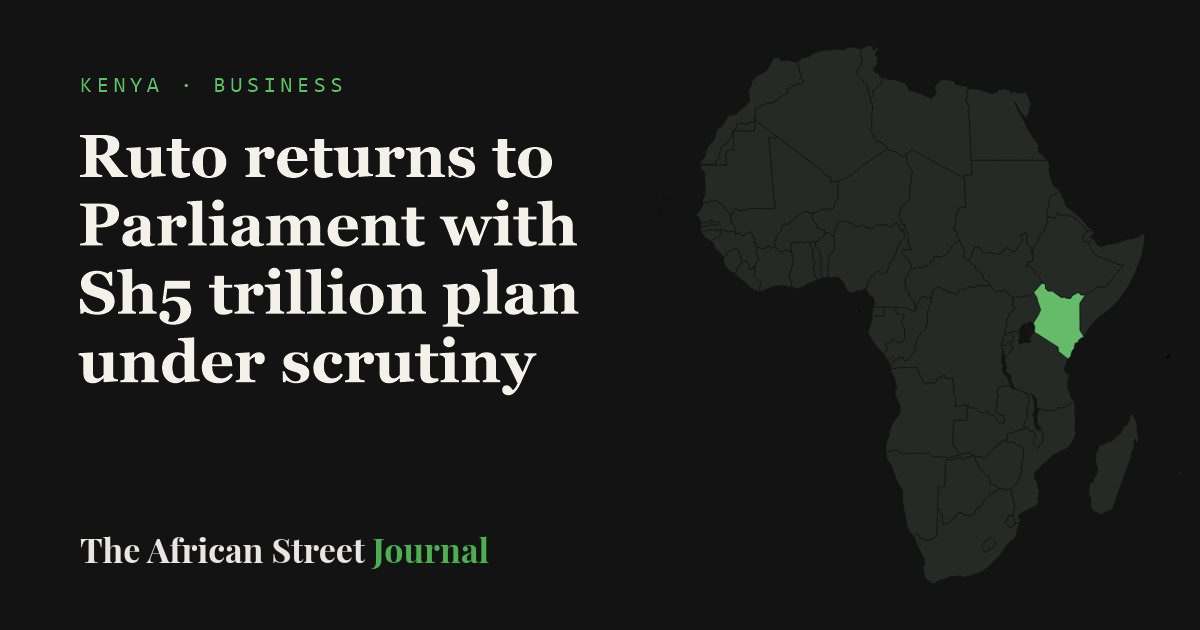 KENYA · BUSINESS
Ruto returns to
Parliament with
Sh5 trillion plan
under scrutiny
The African Street Journal